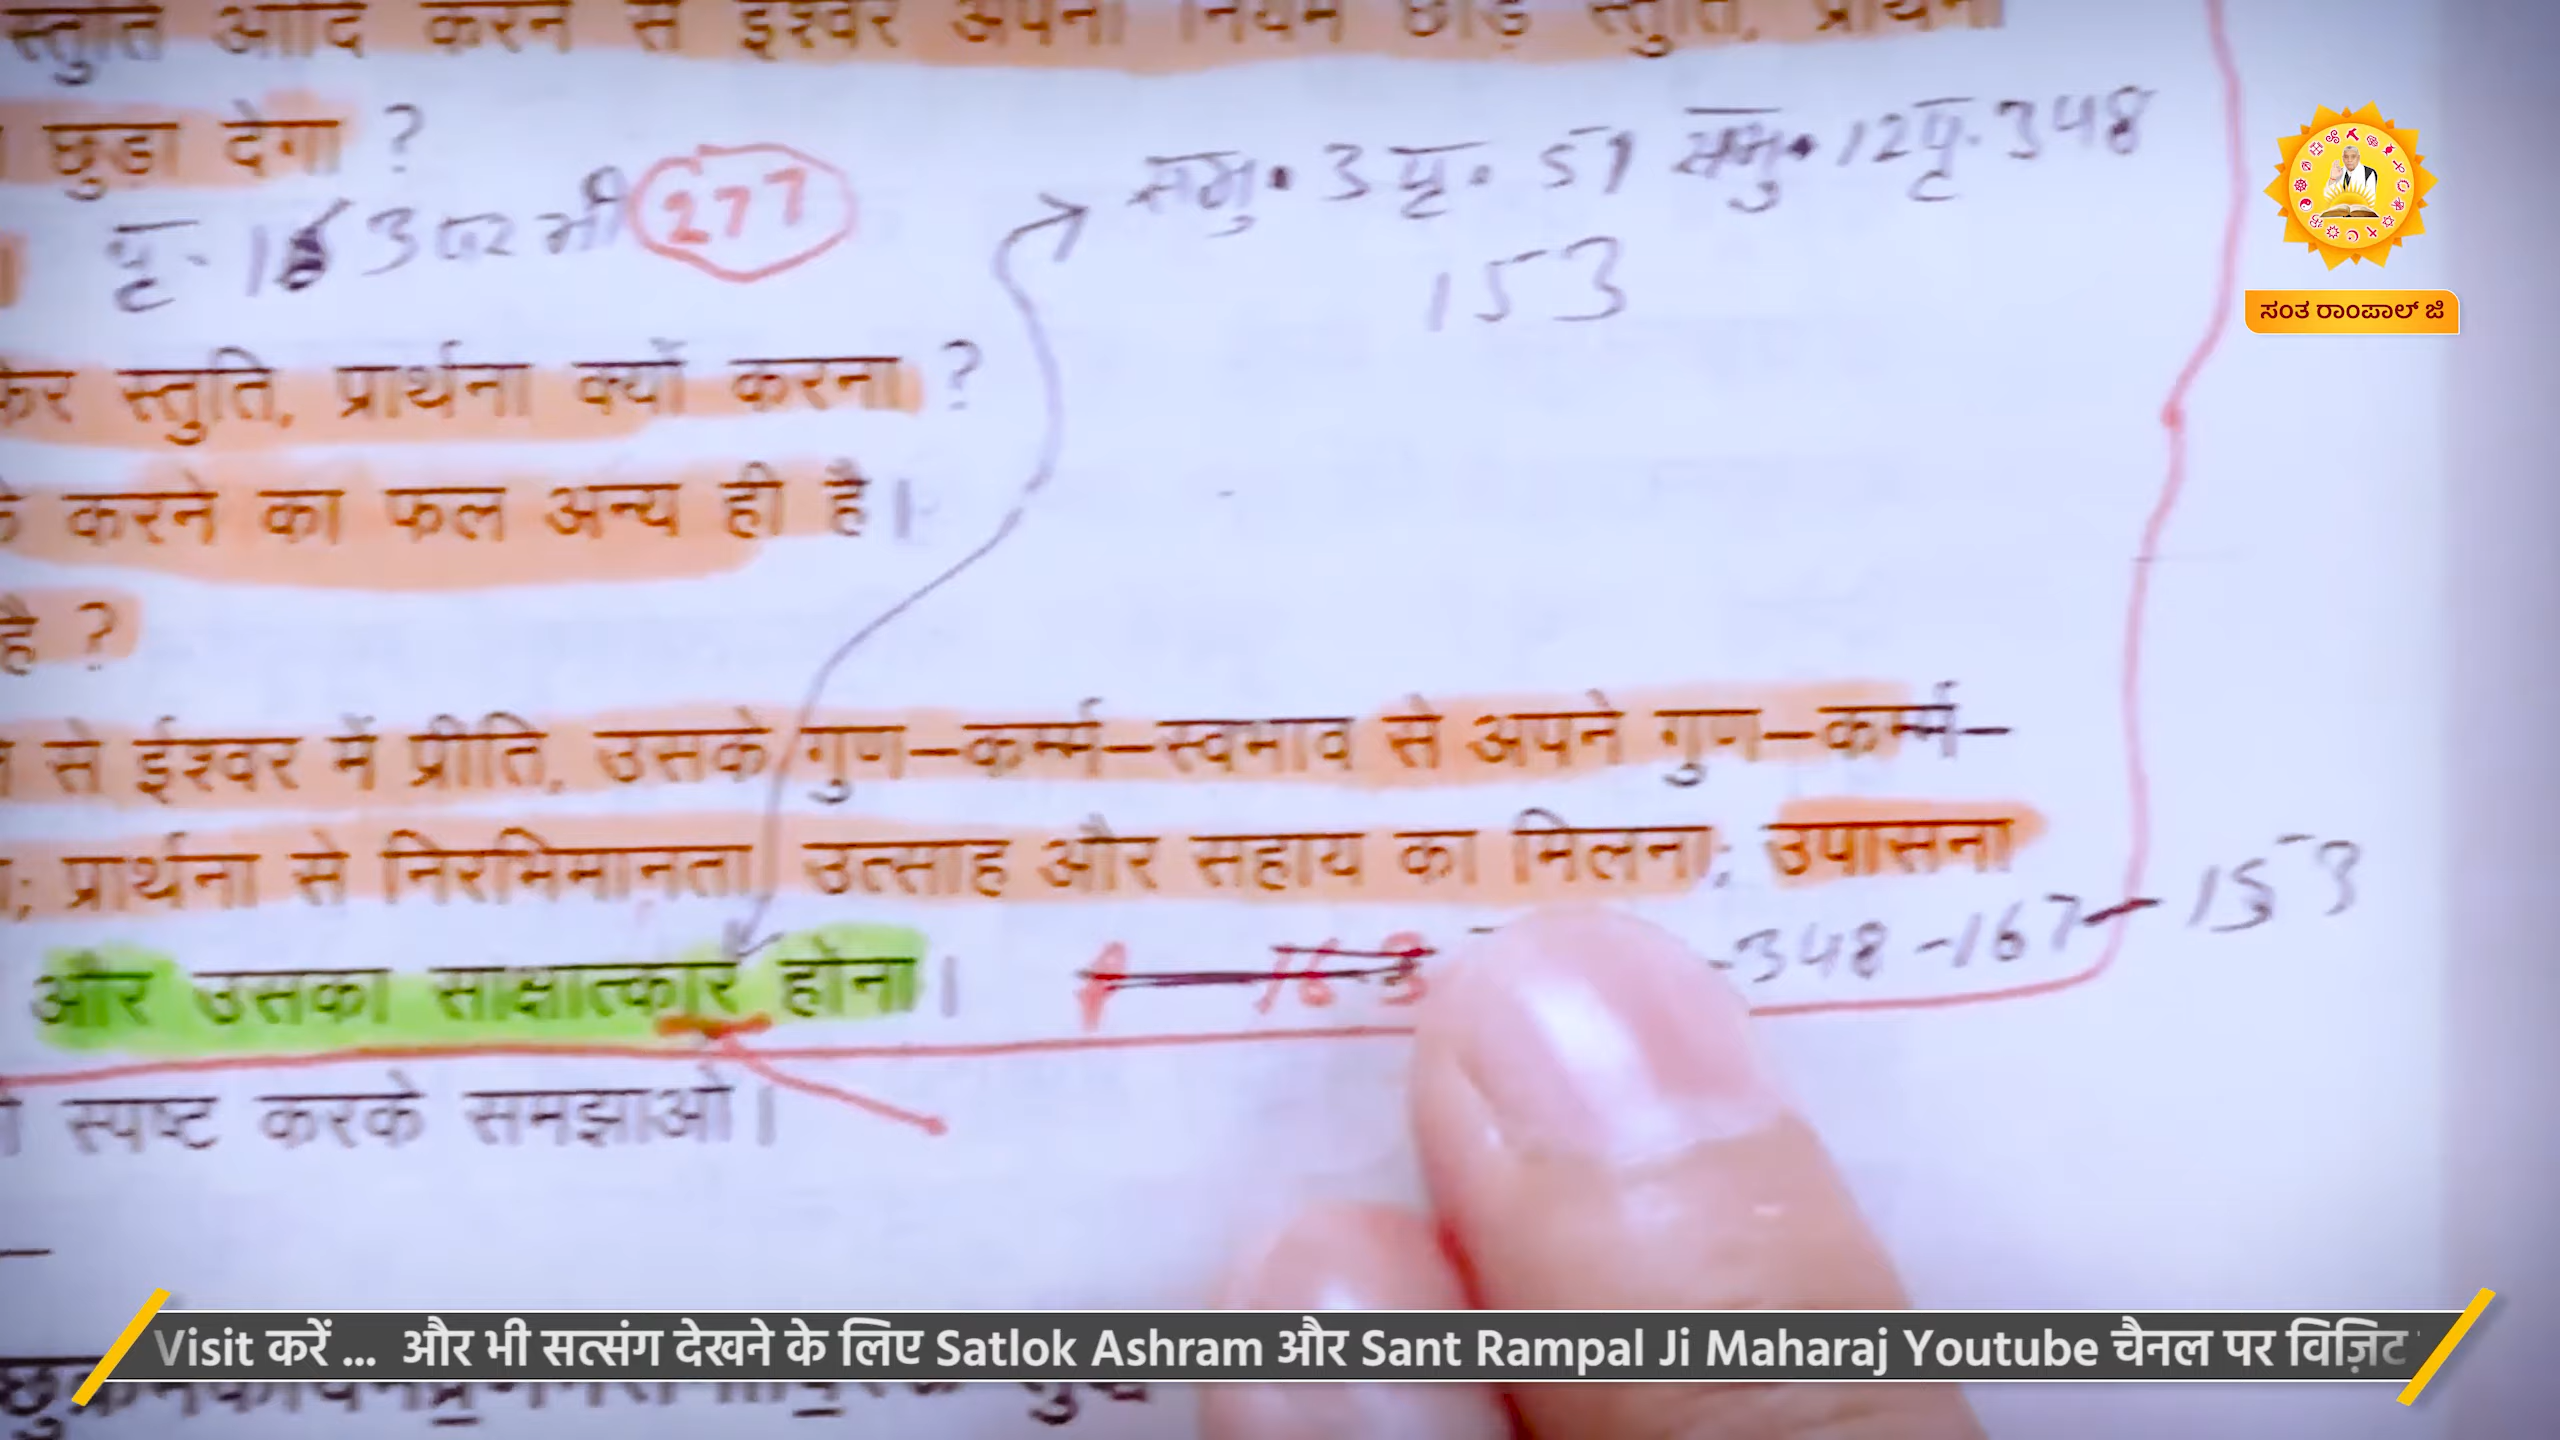 स्तुति आदि करने से ईश्वर अपना नियम छोड़ स्तुति, प्रार्थना
छुड़ा देगा ?
समु. 3 पृ. 51 समु. 12 पृ. 348
पृ. 163 पर भी 277
153
फिर स्तुति, प्रार्थना क्यों करना ?
के करने का फल अन्य ही है।
है ?
से ईश्वर में प्रीति, उसके गुण–कर्म्म–स्वभाव से अपने गुण–कर्म्म–
; प्रार्थना से निरभिमानता उत्साह और सहाय का मिलना; उपासना
और उसका साक्षात्कार होना। 163 -348 -167 - 153
स्पष्ट करके समझाओ।
ಸಂತ ರಾಂಪಾಲ್ ಜಿ
Visit करें ... और भी सत्संग देखने के लिए Satlok Ashram और Sant Rampal Ji Maharaj Youtube चैनल पर विज़िट